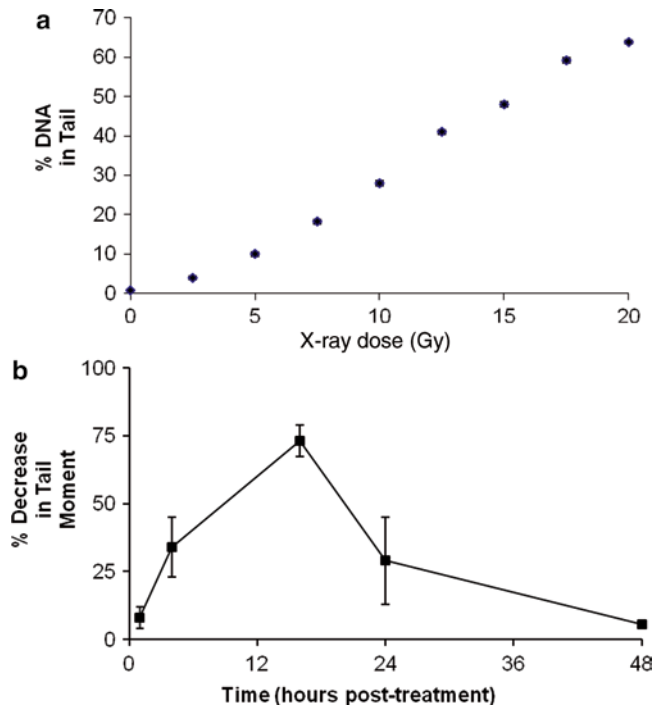 a
70
60
50
40
30
20
10
0
% DNA
in Tail
0 5 10 15 20
X-ray dose (Gy)
b
100
75
50
25
0
% Decrease
in Tail
Moment
0 12 24 36 48
Time (hours post-treatment)